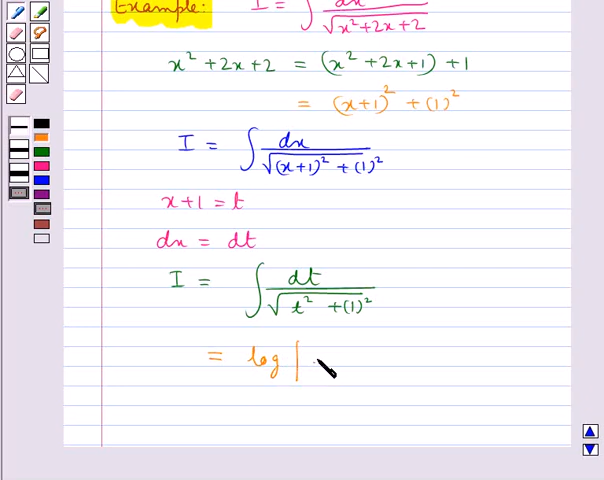 Example: I = ∫ dx / √(x² + 2x + 2)
x² + 2x + 2 = (x² + 2x + 1) + 1
= (x+1)² + (1)²
I = ∫ dx / √((x+1)² + (1)²)
x + 1 = t
dx = dt
I = ∫ dt / √(t² + (1)²)
= log |